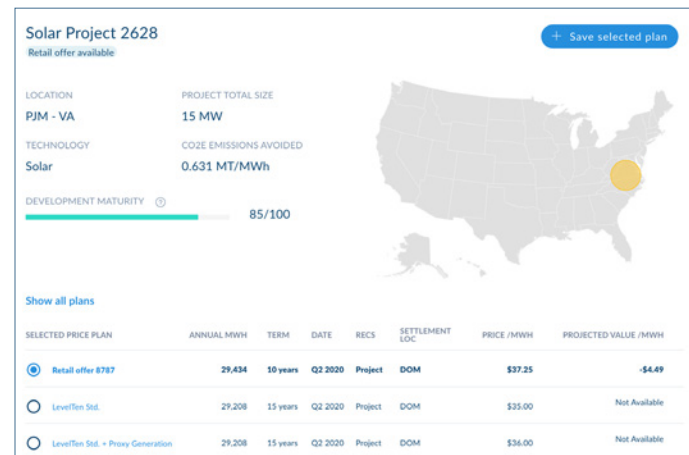 Solar Project 2628
+ Save selected plan
Retail offer available
LOCATION PROJECT TOTAL SIZE
PJM - VA 15 MW
TECHNOLOGY CO2E EMISSIONS AVOIDED
Solar 0.631 MT/MWh
DEVELOPMENT MATURITY ?
85/100
Show all plans
SELECTED PRICE PLAN ANNUAL MWH TERM DATE RECS SETTLEMENT LOC PRICE /MWH PROJECTED VALUE /MWH
Retail offer 8787 29,434 10 years Q2 2020 Project DOM $37.25 -$4.49
LevelTen Std. 29,208 15 years Q2 2020 Project DOM $35.00 Not Available
LevelTen Std. + Proxy Generation 29,208 15 years Q2 2020 Project DOM $36.00 Not Available